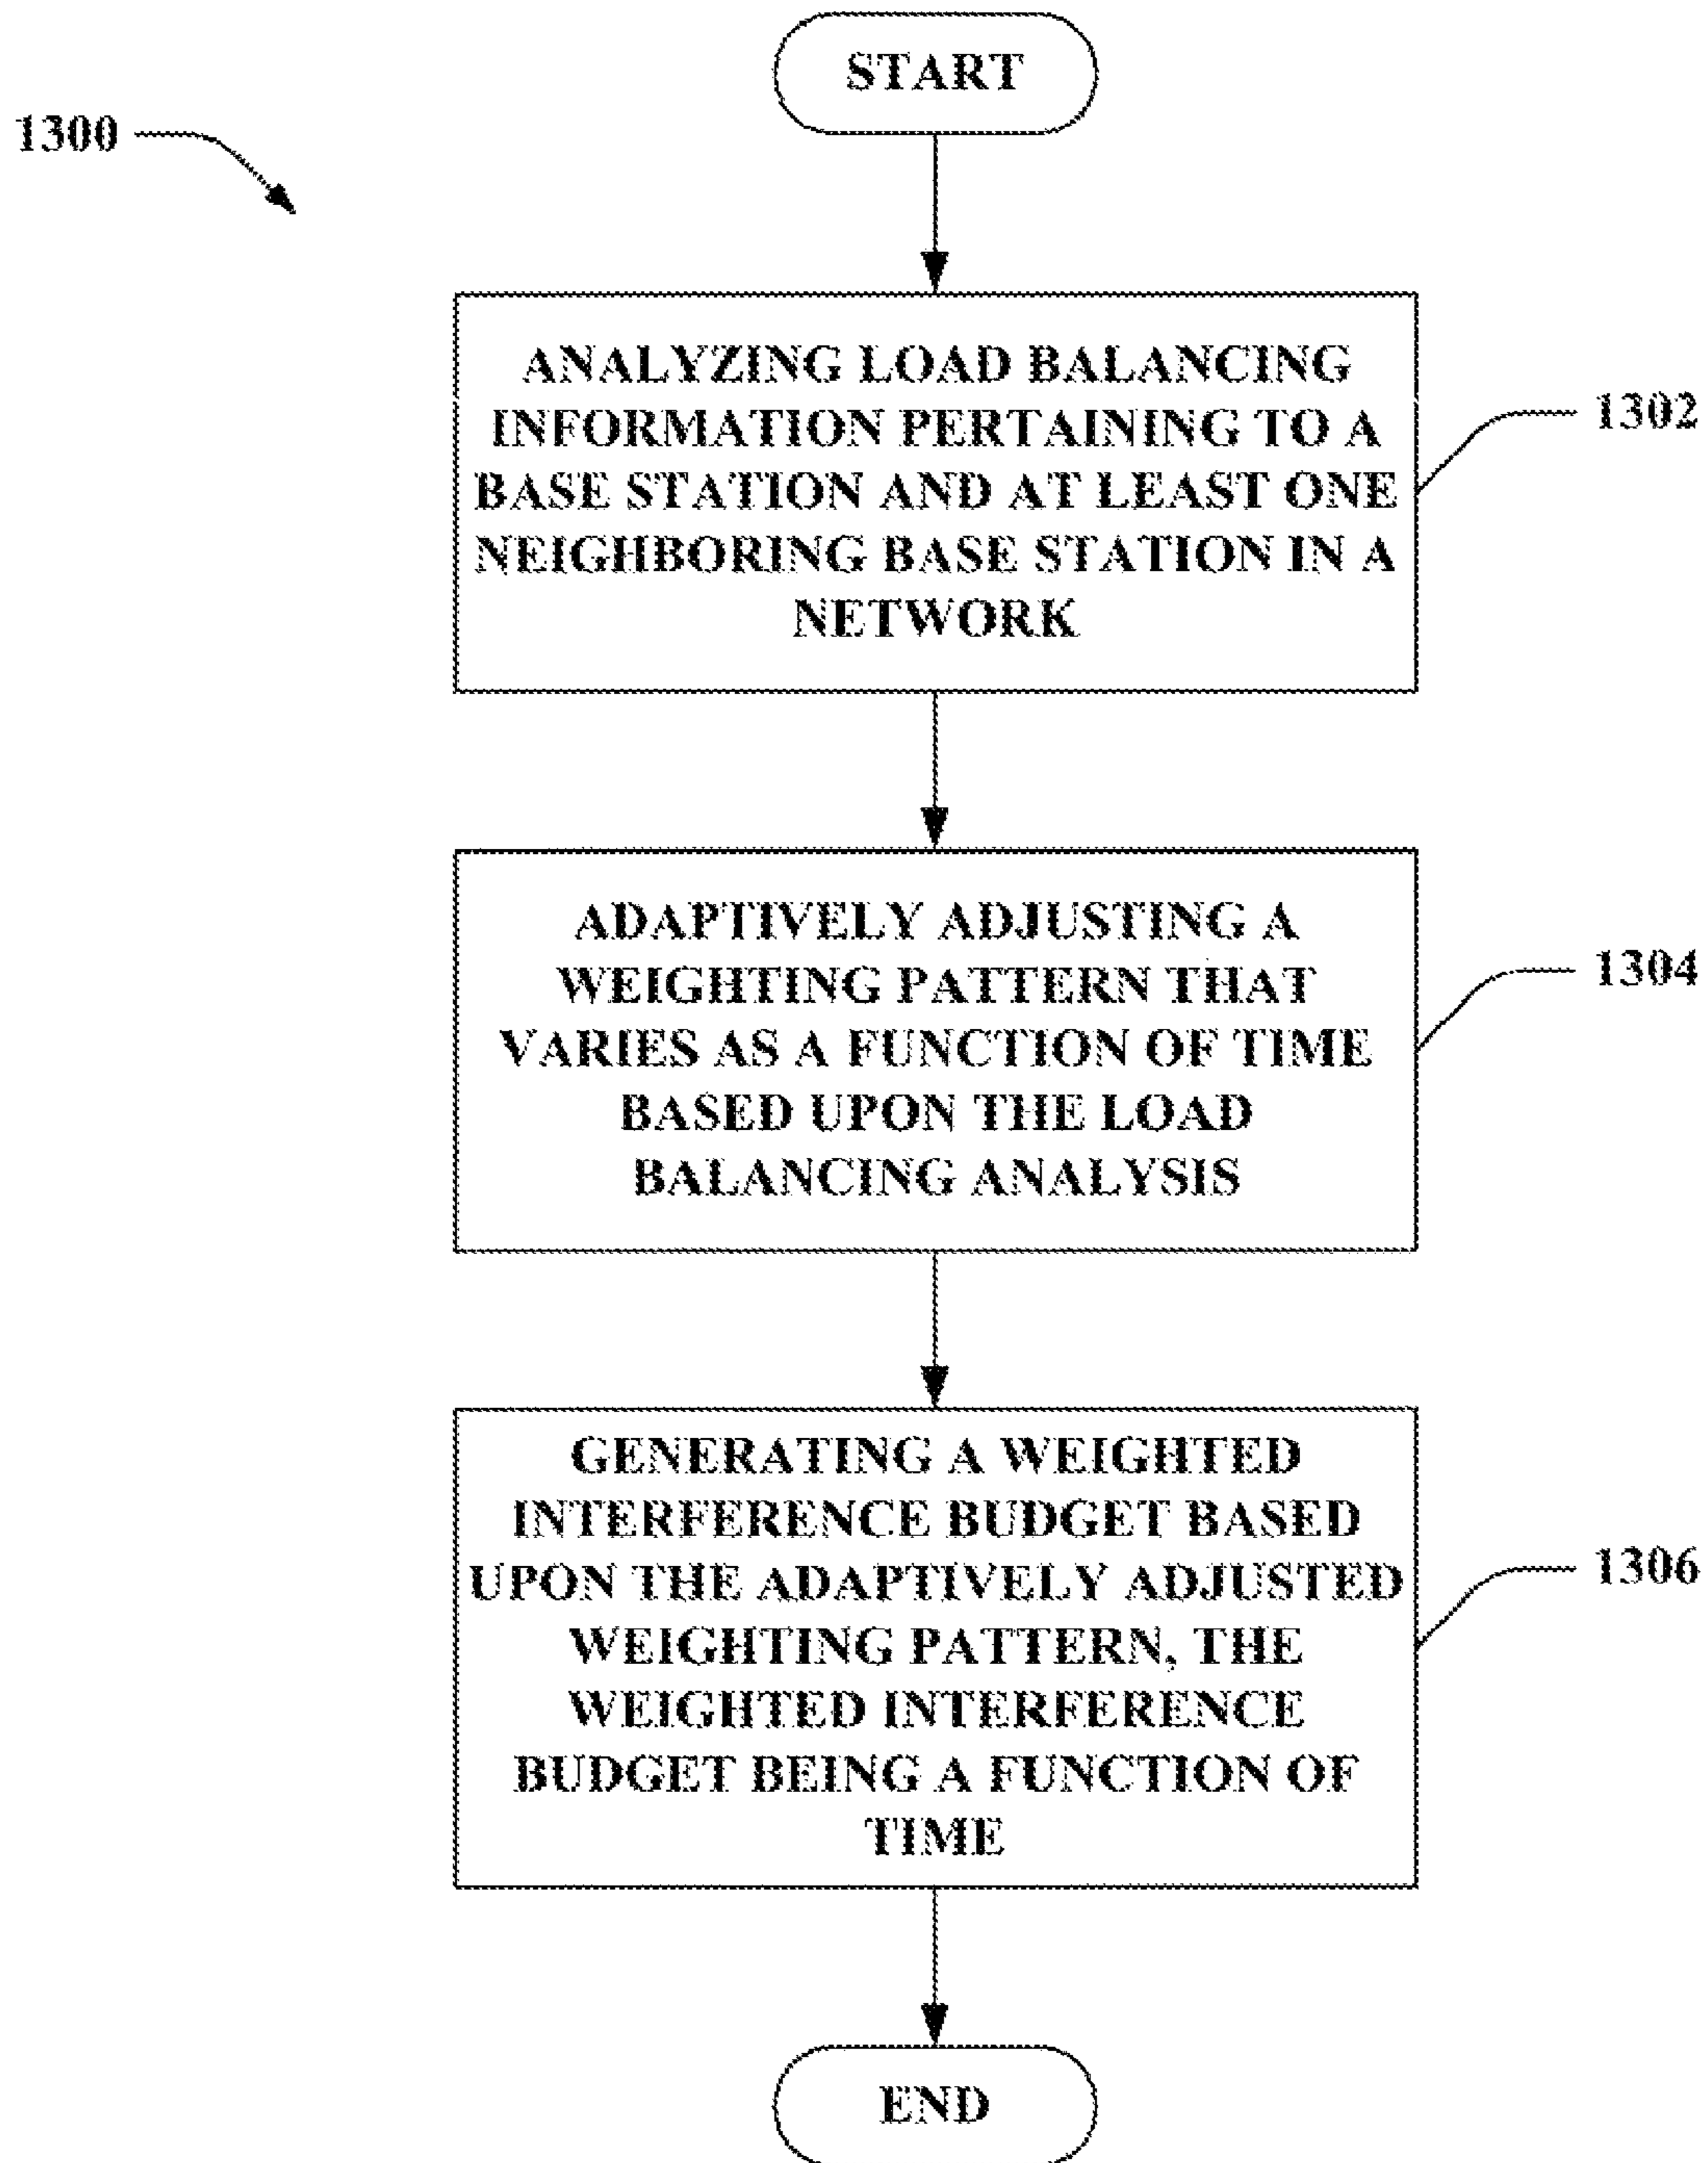 START
1300
ANALYZING LOAD BALANCING
INFORMATION PERTAINING TO A
BASE STATION AND AT LEAST ONE
NEIGHBORING BASE STATION IN A
NETWORK
1302
ADAPTIVELY ADJUSTING A
WEIGHTING PATTERN THAT
VARIES AS A FUNCTION OF TIME
BASED UPON THE LOAD
BALANCING ANALYSIS
1304
GENERATING A WEIGHTED
INTERFERENCE BUDGET BASED
UPON THE ADAPTIVELY ADJUSTED
WEIGHTING PATTERN, THE
WEIGHTED INTERFERENCE
BUDGET BEING A FUNCTION OF
TIME
1306
END